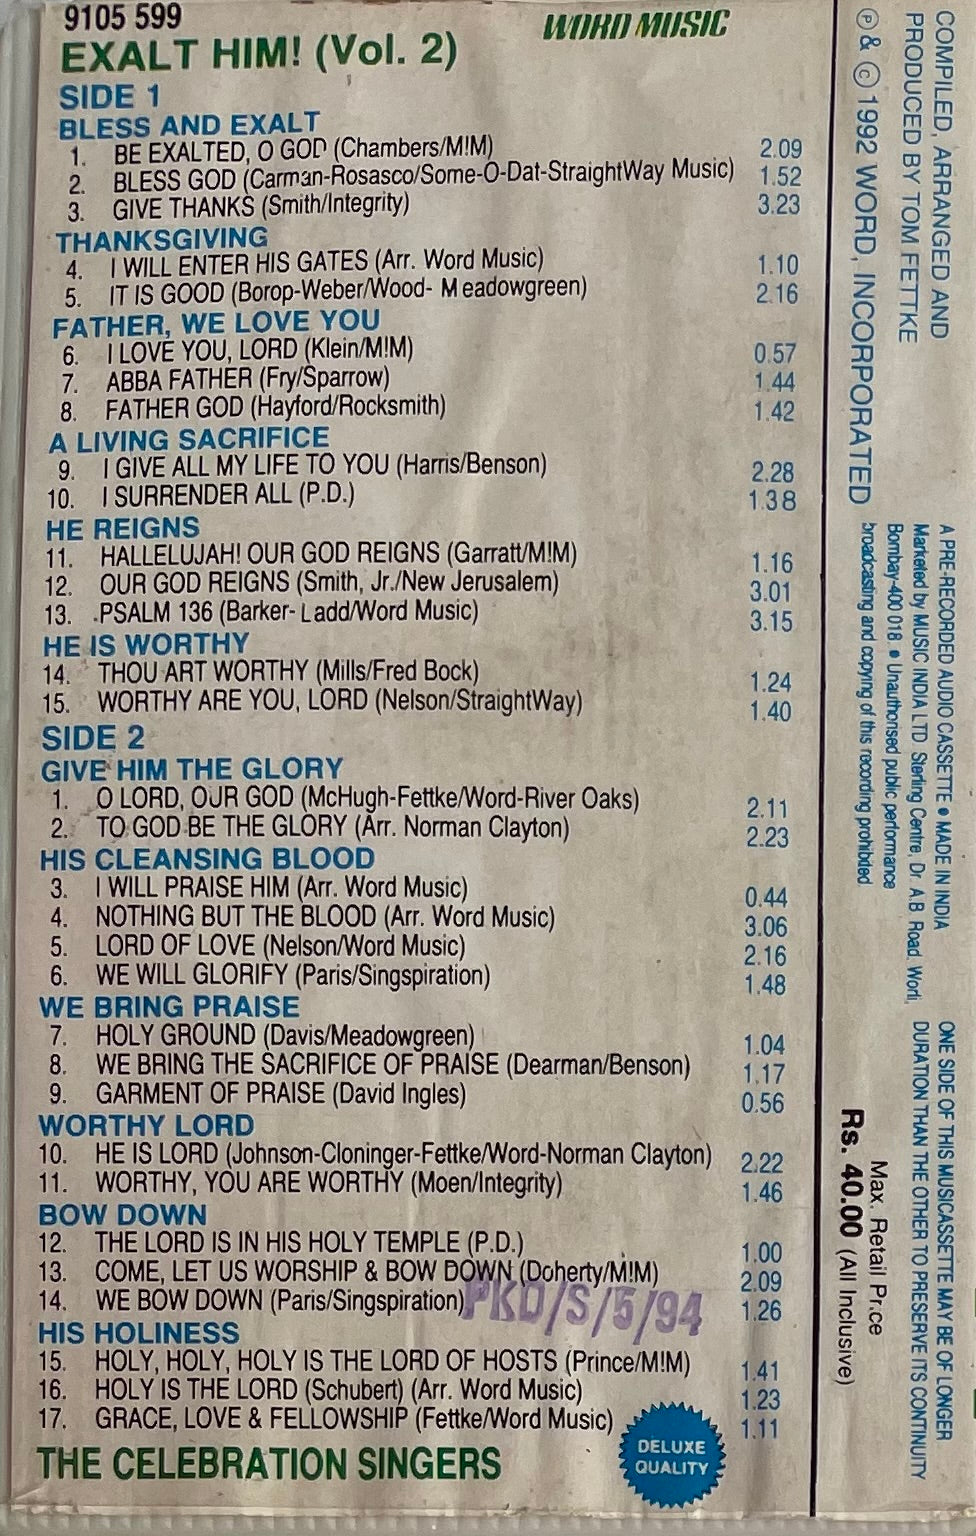 9105 599
WORD MUSIC
EXALT HIM! (Vol. 2)
SIDE 1
BLESS AND EXALT
1. BE EXALTED, O GOD (Chambers/M!M) 2.09
2. BLESS GOD (Carman-Rosasco/Some-O-Dat-StraightWay Music) 1.52
3. GIVE THANKS (Smith/Integrity) 3.23
THANKSGIVING
4. I WILL ENTER HIS GATES (Arr. Word Music) 1.10
5. IT IS GOOD (Borop-Weber/Wood- Meadowgreen) 2.16
FATHER, WE LOVE YOU
6. I LOVE YOU, LORD (Klein/M!M) 0.57
7. ABBA FATHER (Fry/Sparrow) 1.44
8. FATHER GOD (Hayford/Rocksmith) 1.42
A LIVING SACRIFICE
9. I GIVE ALL MY LIFE TO YOU (Harris/Benson) 2.28
10. I SURRENDER ALL (P.D.) 1.38
HE REIGNS
11. HALLELUJAH! OUR GOD REIGNS (Garratt/M!M) 1.16
12. OUR GOD REIGNS (Smith, Jr./New Jerusalem) 3.01
13. PSALM 136 (Barker-Ladd/Word Music) 3.15
HE IS WORTHY
14. THOU ART WORTHY (Mills/Fred Bock) 1.24
15. WORTHY ARE YOU, LORD (Nelson/StraightWay) 1.40
SIDE 2
GIVE HIM THE GLORY
1. O LORD, OUR GOD (McHugh-Fettke/Word-River Oaks) 2.11
2. TO GOD BE THE GLORY (Arr. Norman Clayton) 2.23
HIS CLEANSING BLOOD
3. I WILL PRAISE HIM (Arr. Word Music) 0.44
4. NOTHING BUT THE BLOOD (Arr. Word Music) 3.06
5. LORD OF LOVE (Nelson/Word Music) 2.16
6. WE WILL GLORIFY (Paris/Singspiration) 1.48
WE BRING PRAISE
7. HOLY GROUND (Davis/Meadowgreen) 1.04
8. WE BRING THE SACRIFICE OF PRAISE (Dearman/Benson) 1.17
9. GARMENT OF PRAISE (David Ingles) 0.56
WORTHY LORD
10. HE IS LORD (Johnson-Cloninger-Fettke/Word-Norman Clayton) 2.22
11. WORTHY, YOU ARE WORTHY (Moen/Integrity) 1.46
BOW DOWN
12. THE LORD IS IN HIS HOLY TEMPLE (P.D.) 1.00
13. COME, LET US WORSHIP & BOW DOWN (Doherty/M!M) 2.09
14. WE BOW DOWN (Paris/Singspiration) 1.26
PKD/S/5/94
HIS HOLINESS
15. HOLY, HOLY, HOLY IS THE LORD OF HOSTS (Prince/M!M) 1.41
16. HOLY IS THE LORD (Schubert) (Arr. Word Music) 1.23
17. GRACE, LOVE & FELLOWSHIP (Fettke/Word Music) 1.11
THE CELEBRATION SINGERS
DELUXE
QUALITY
COMPILED, ARRANGED AND
PRODUCED BY TOM FETTKE
℗ & © 1992 WORD, INCORPORATED
A PRE-RECORDED AUDIO CASSETTE • MADE IN INDIA
Marketed by MUSIC INDIA LTD Sterling Centre, Dr A.B Road, Worli,
Bombay-400 018. • Unauthorised public performance
broadcasting and copying of this recording prohibited
ONE SIDE OF THIS MUSICASSETTE MAY BE OF LONGER
DURATION THAN THE OTHER TO PRESERVE ITS CONTINUITY
Max. Retail Price
Rs. 40.00 (All Inclusive)